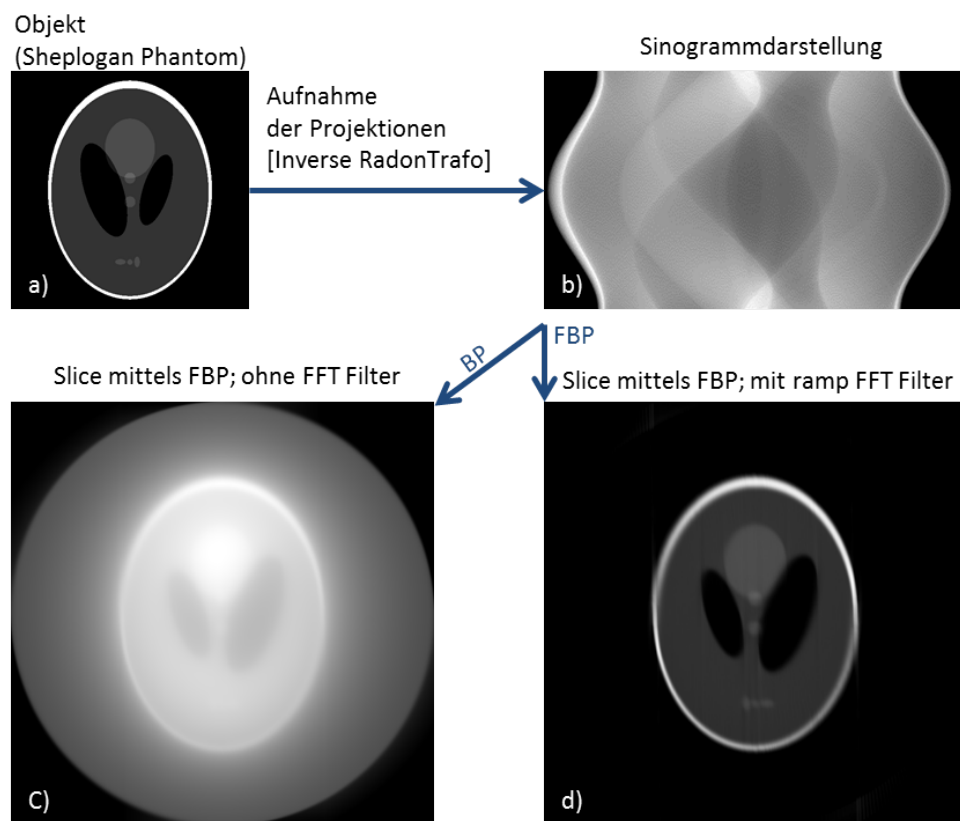 Objekt
(Sheplogan Phantom)
Sinogrammdarstellung
Aufnahme
der Projektionen
[Inverse RadonTrafo]
a)
b)
BP
FBP
Slice mittels FBP; ohne FFT Filter
Slice mittels FBP; mit ramp FFT Filter
C)
d)